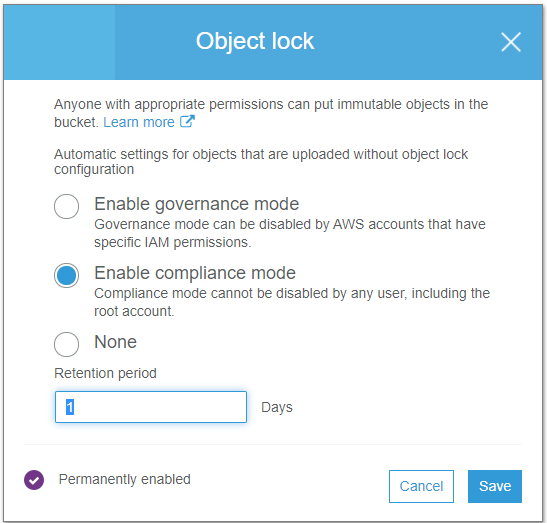 Object lock
Anyone with appropriate permissions can put immutable objects in the
bucket. Learn more
Automatic settings for objects that are uploaded without object lock
configuration
Enable governance mode
Governance mode can be disabled by AWS accounts that have
specific IAM permissions.
Enable compliance mode
Compliance mode cannot be disabled by any user, including the
root account.
None
Retention period
1 Days
Permanently enabled
Cancel Save